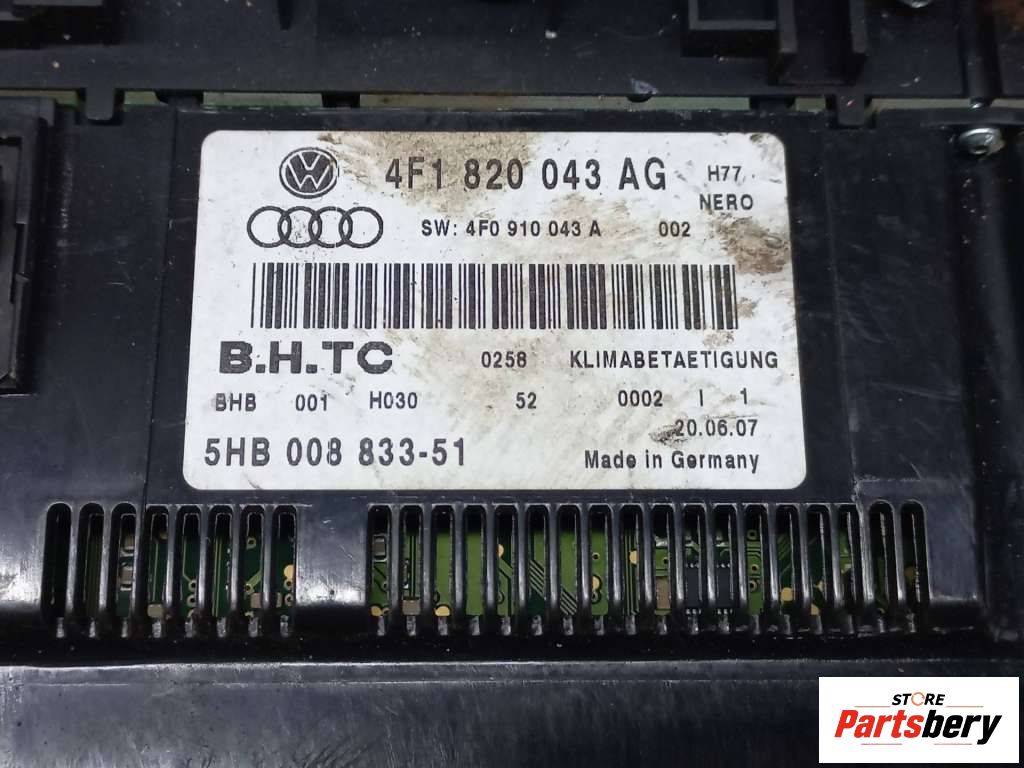 4F1 820 043 AG H77
NERO
SW: 4F0 910 043 A 002
B.H.TC 0258 KLIMABETAETIGUNG
BHB 001 H030 52 0002 I 1
20.06.07
5HB 008 833-51 Made in Germany
STORE
Partsbery